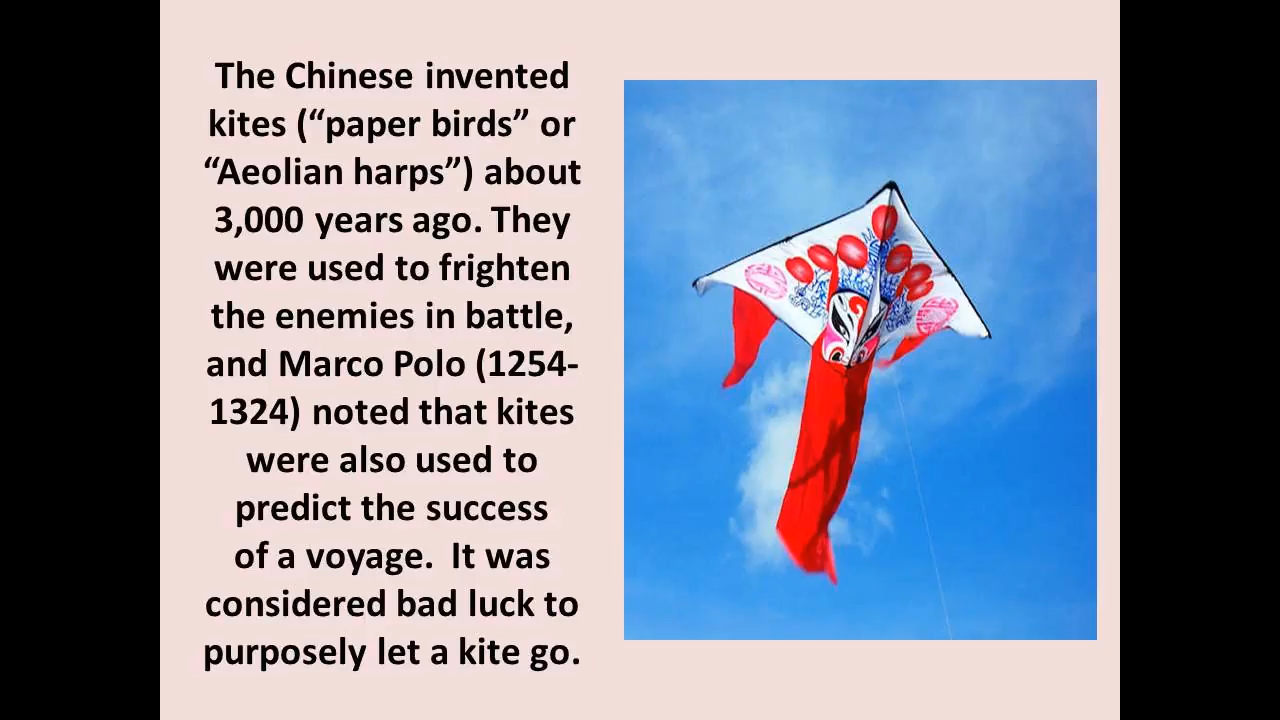 The Chinese invented
kites (“paper birds” or
“Aeolian harps”) about
3,000 years ago. They
were used to frighten
the enemies in battle,
and Marco Polo (1254-
1324) noted that kites
were also used to
predict the success
of a voyage.  It was
considered bad luck to
purposely let a kite go.